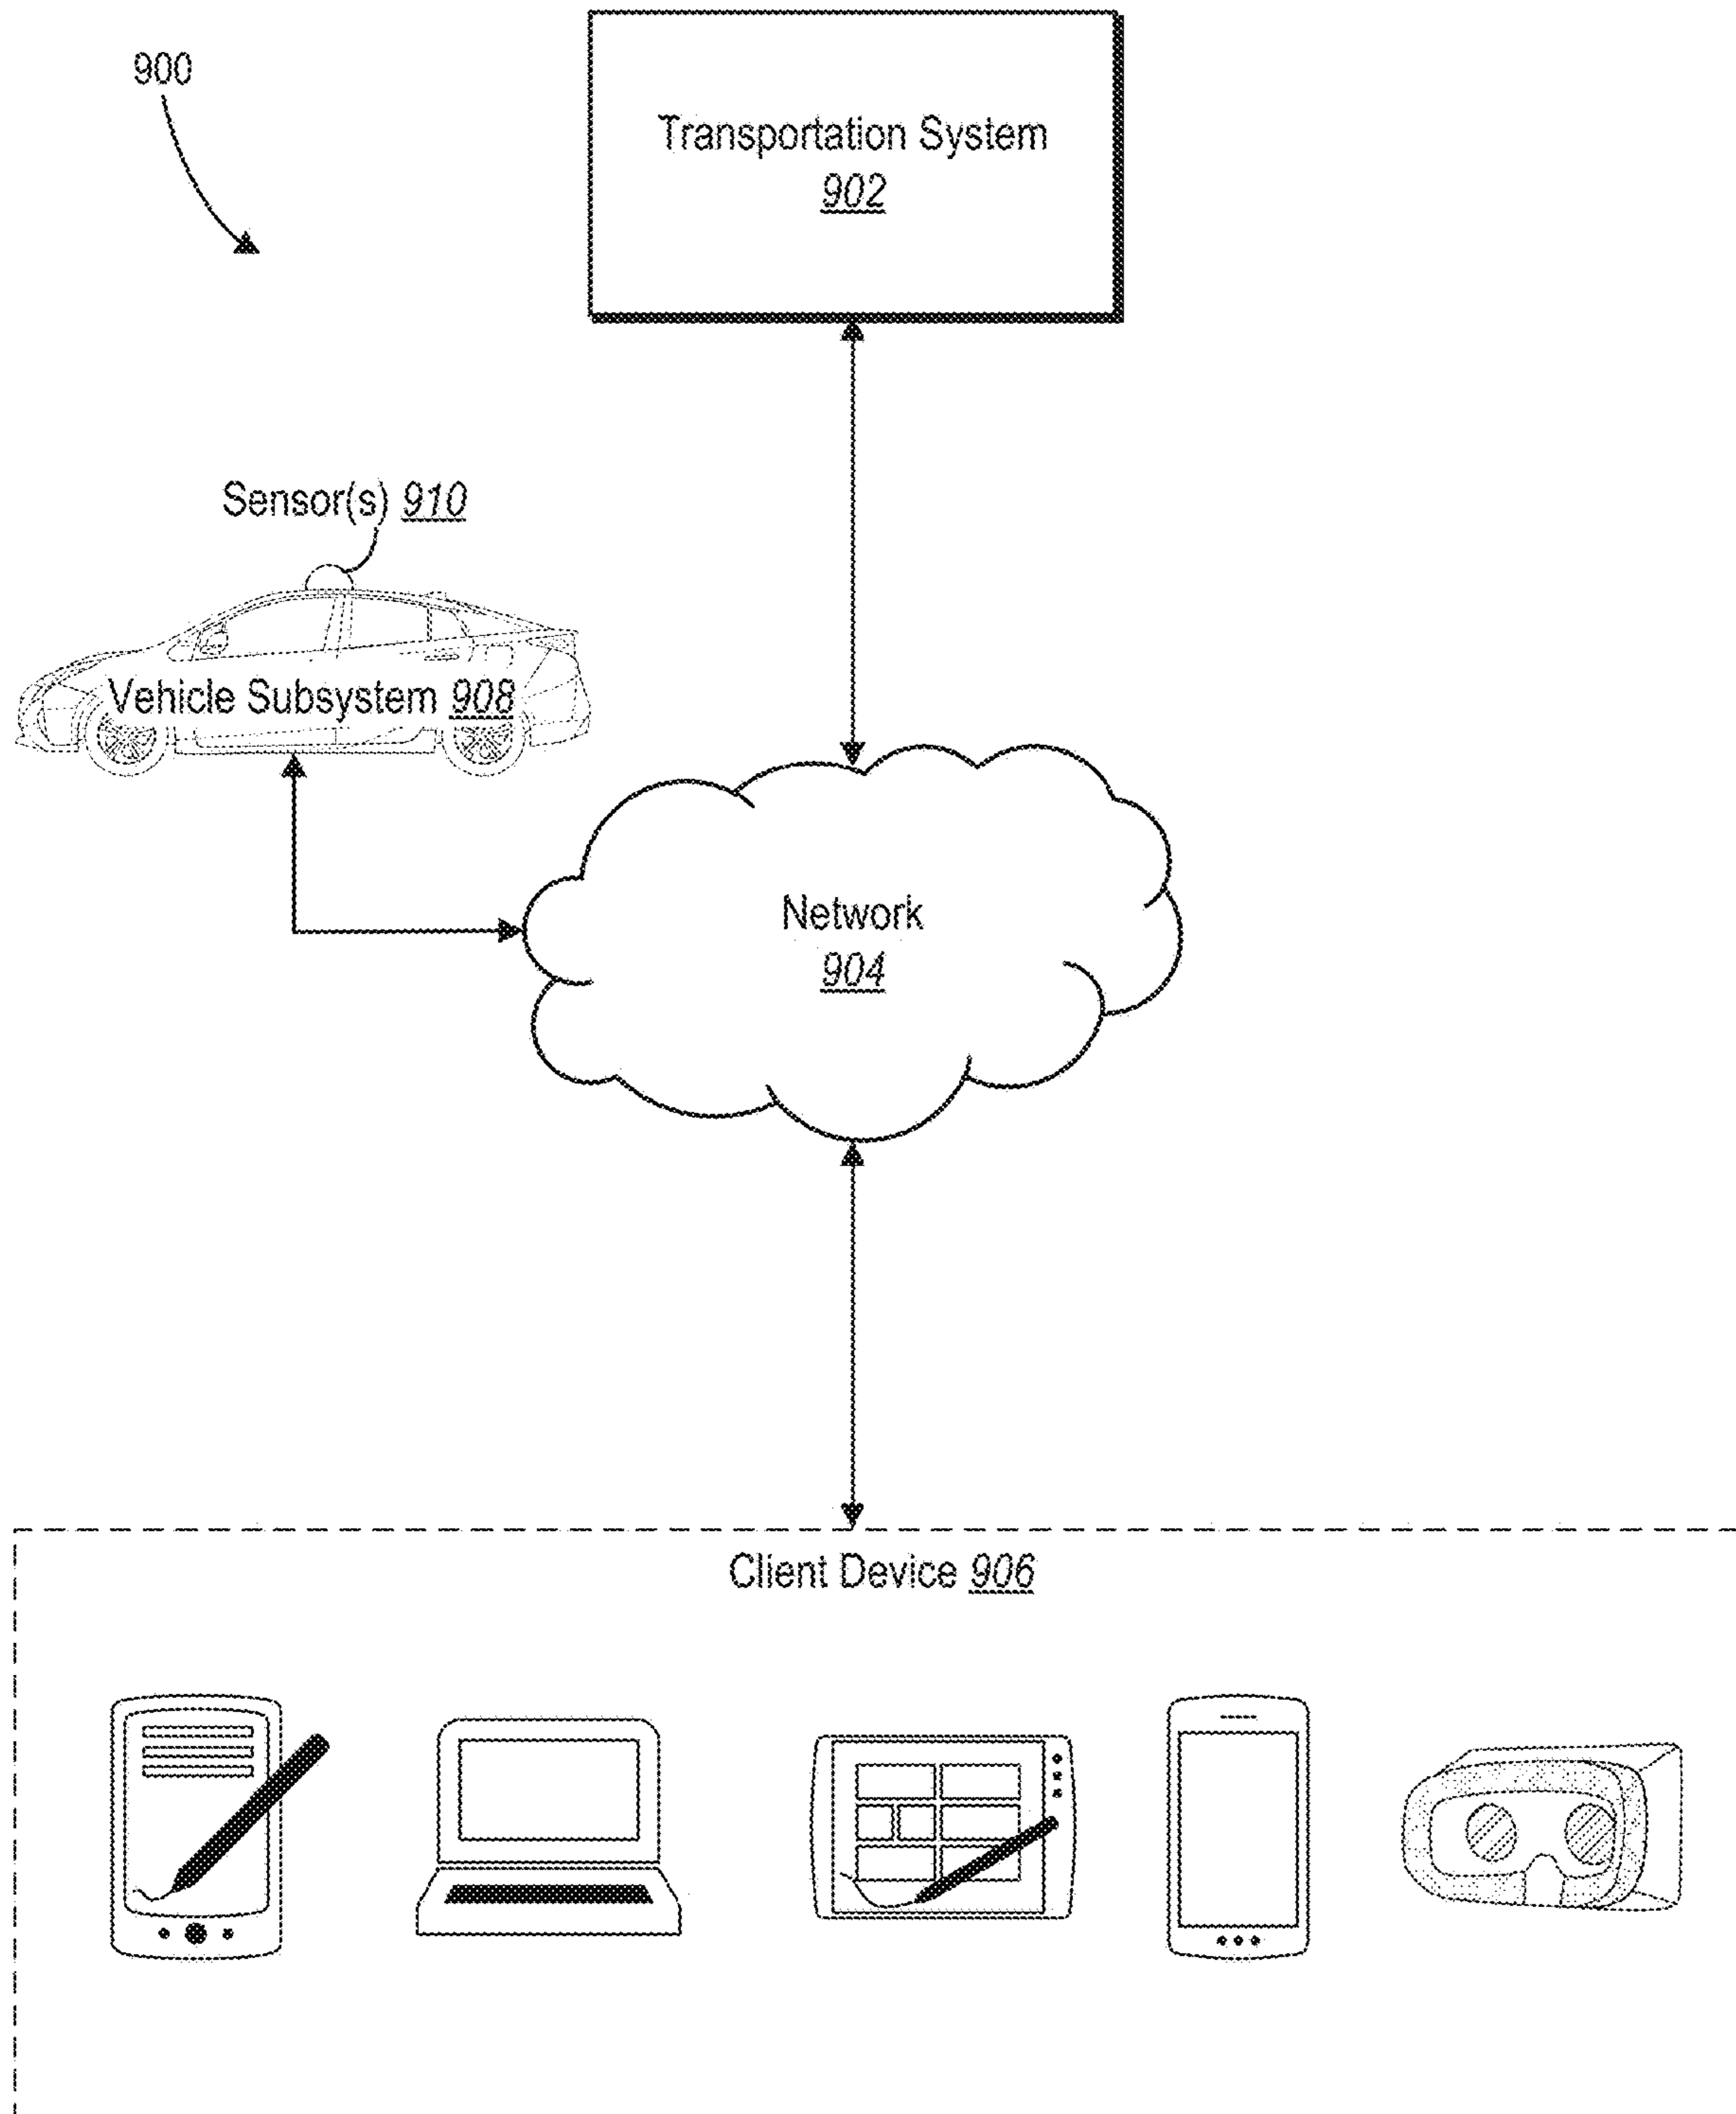 900
Transportation System
902
Sensor(s) 910
Vehicle Subsystem 908
Network
904
Client Device 906